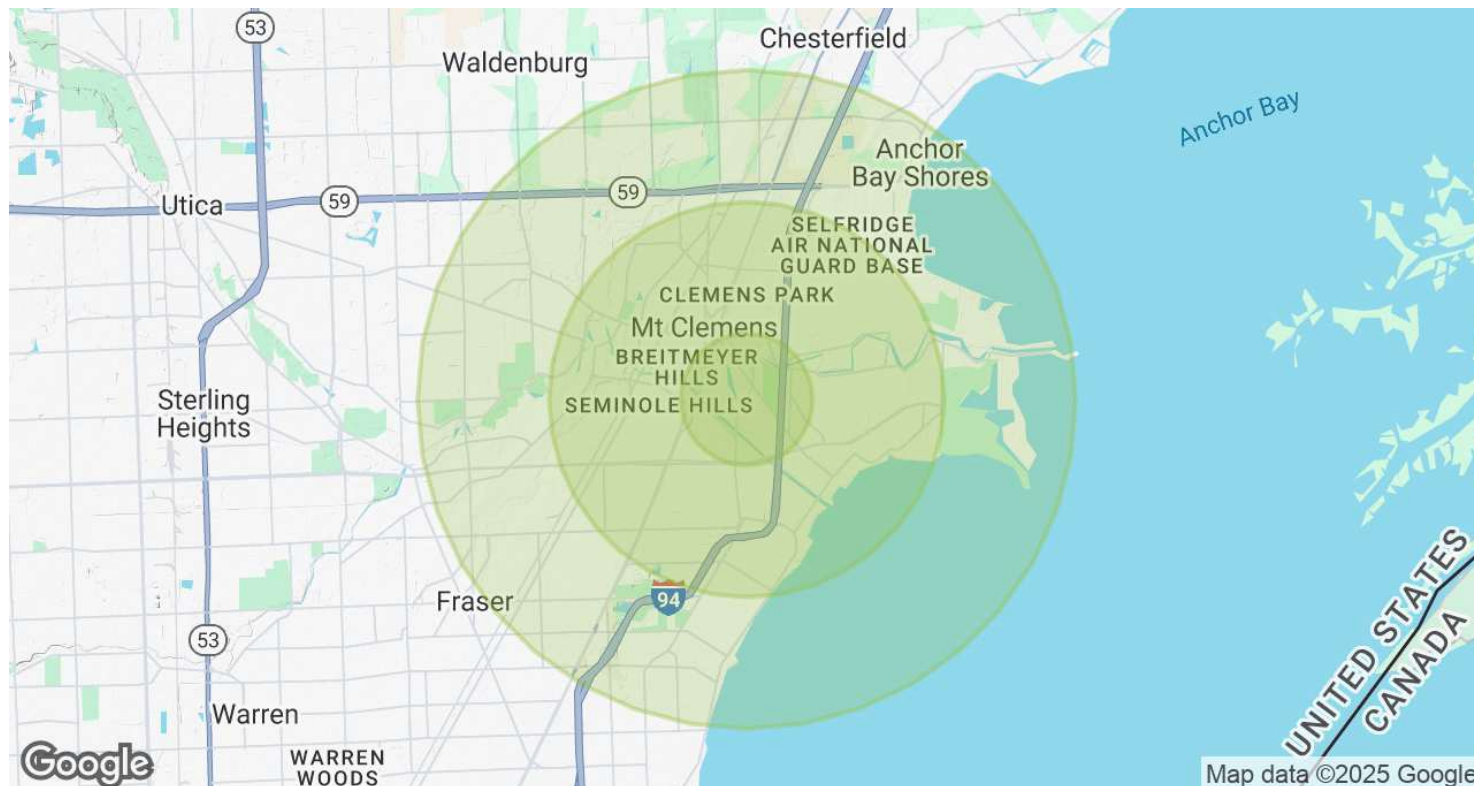 53
Chesterfield
Waldenburg
Anchor Bay
Anchor
Bay Shores
59
59
Utica
SELFRIDGE
AIR NATIONAL
GUARD BASE
CLEMENS PARK
Mt Clemens
BREITMEYER
HILLS
SEMINOLE HILLS
Sterling
Heights
94
Fraser
53
Warren
UNITED STATES
CANADA
WARREN
WOODS
Google
Map data ©2025 Google